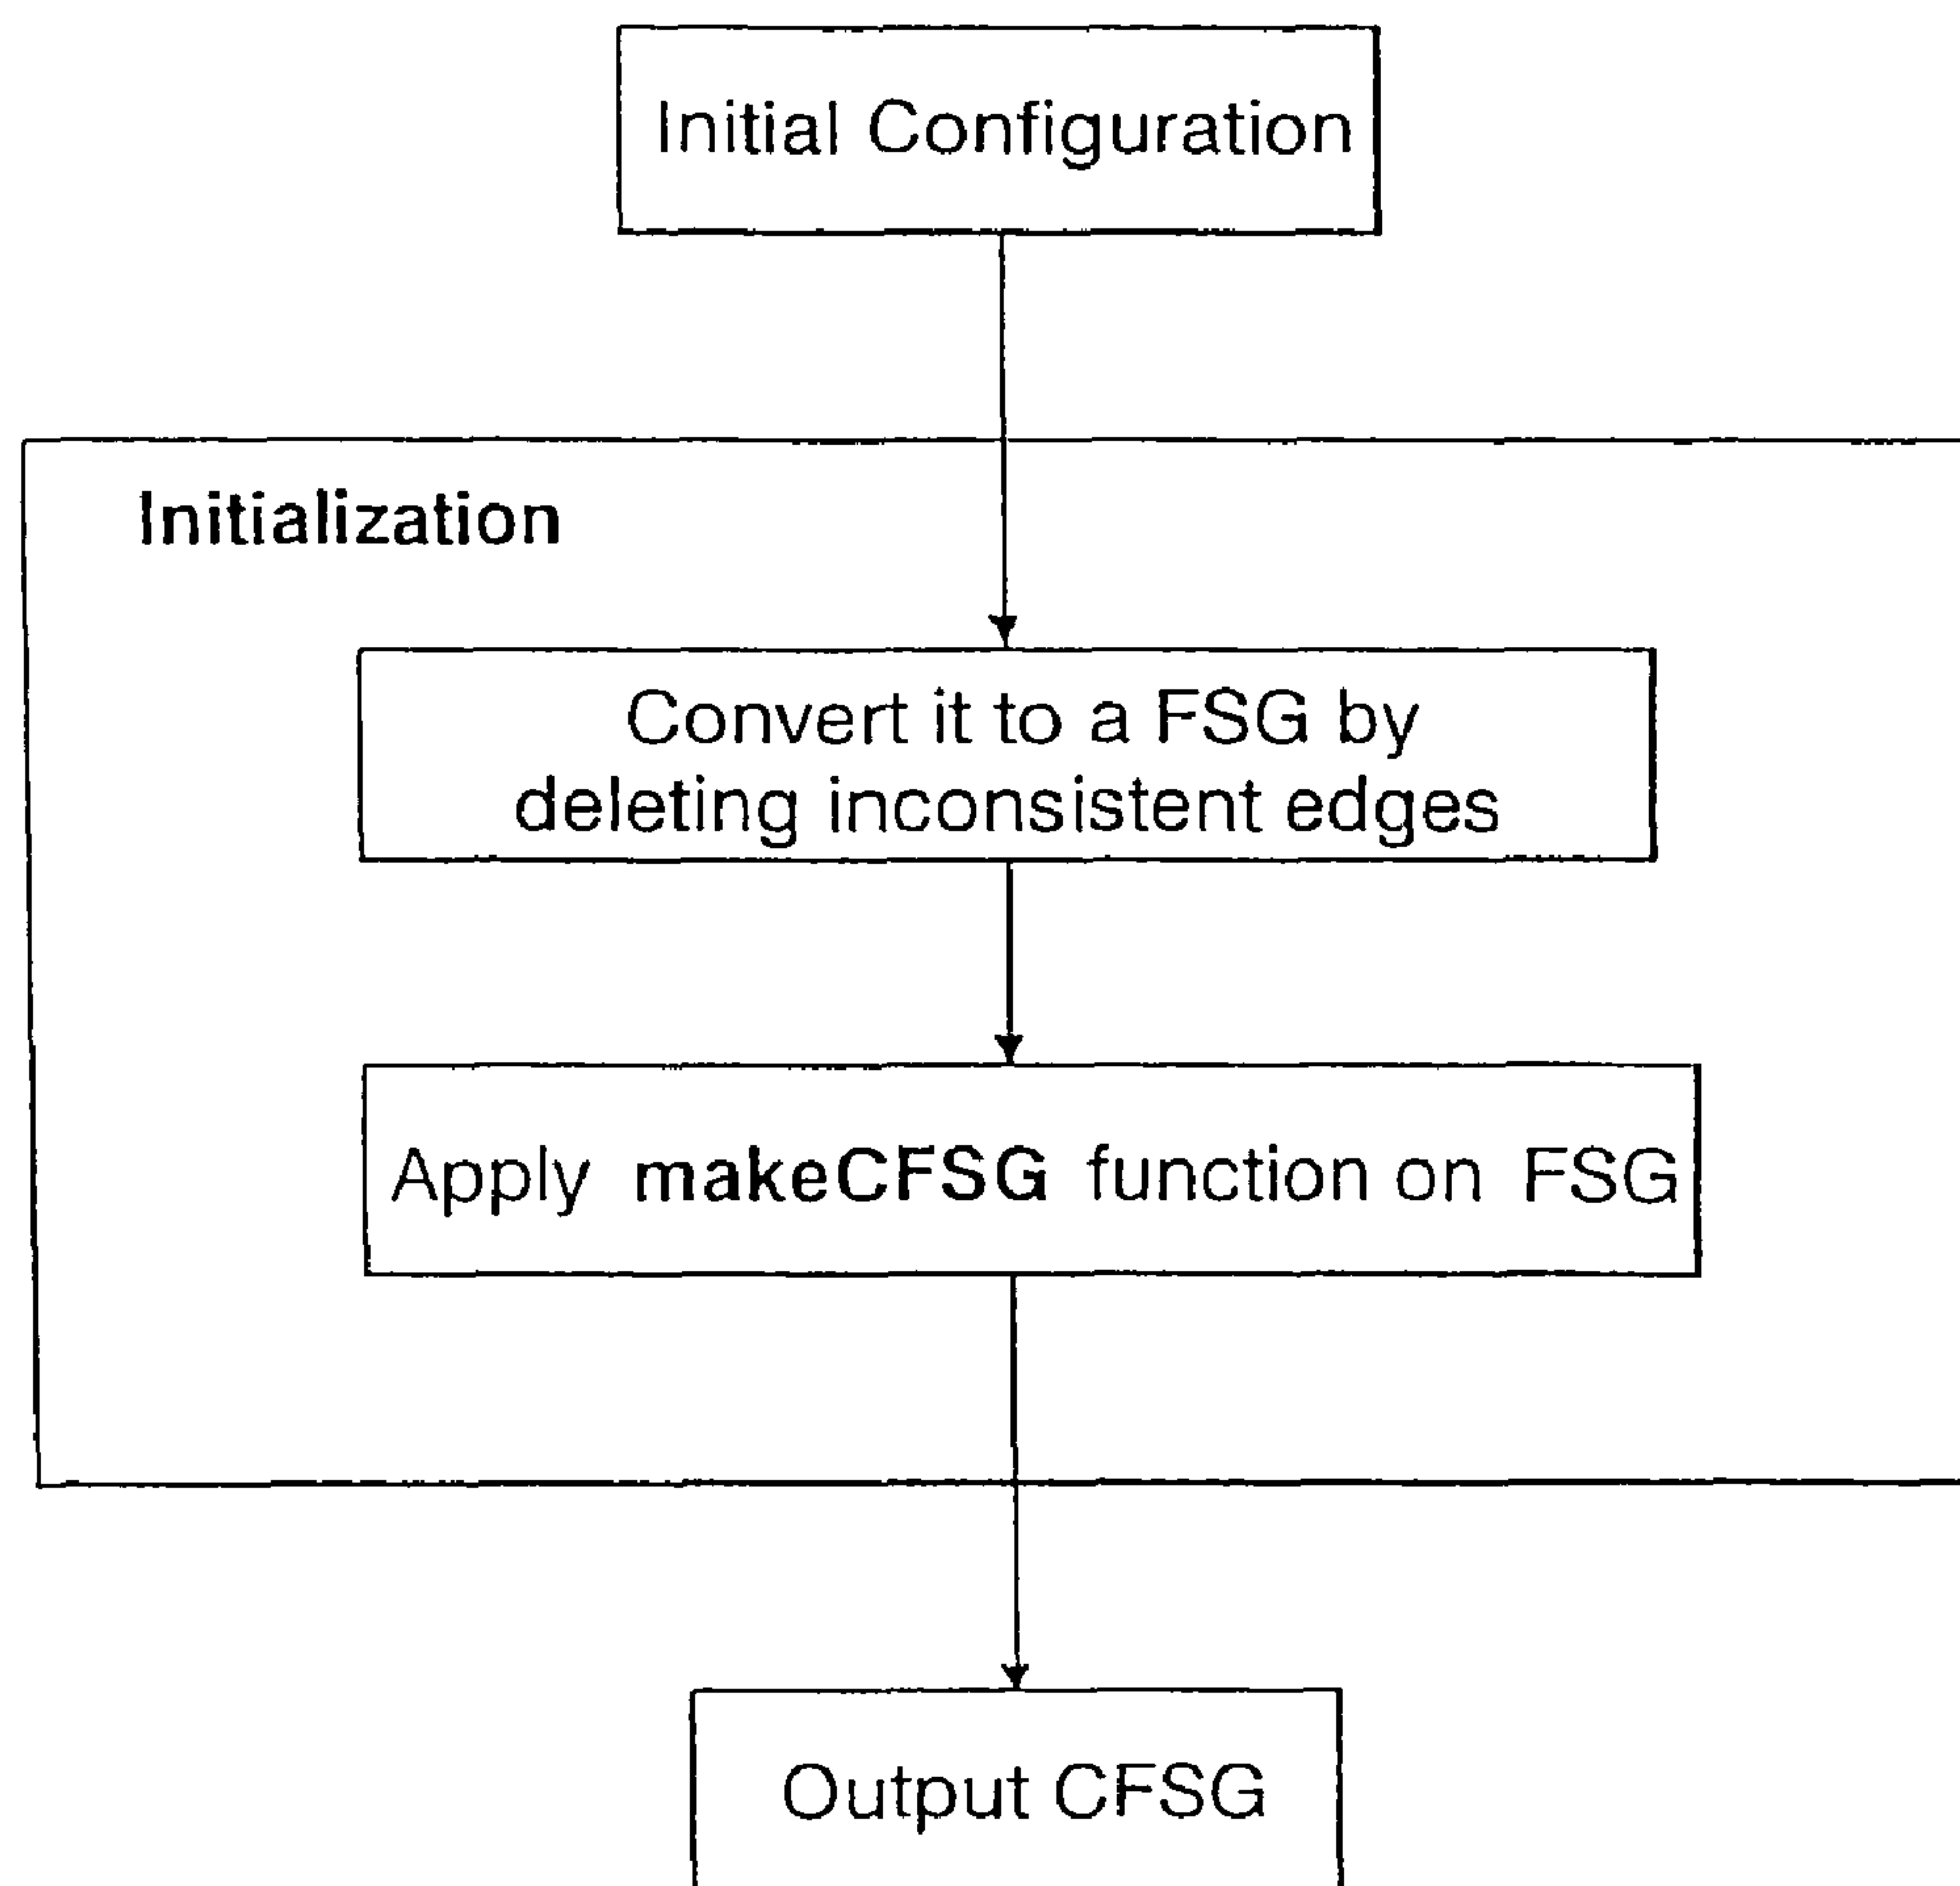 Initial Configuration
Initialization
Convert it to a FSG by
deleting inconsistent edges
Apply makeCFSG function on FSG
Output CFSG